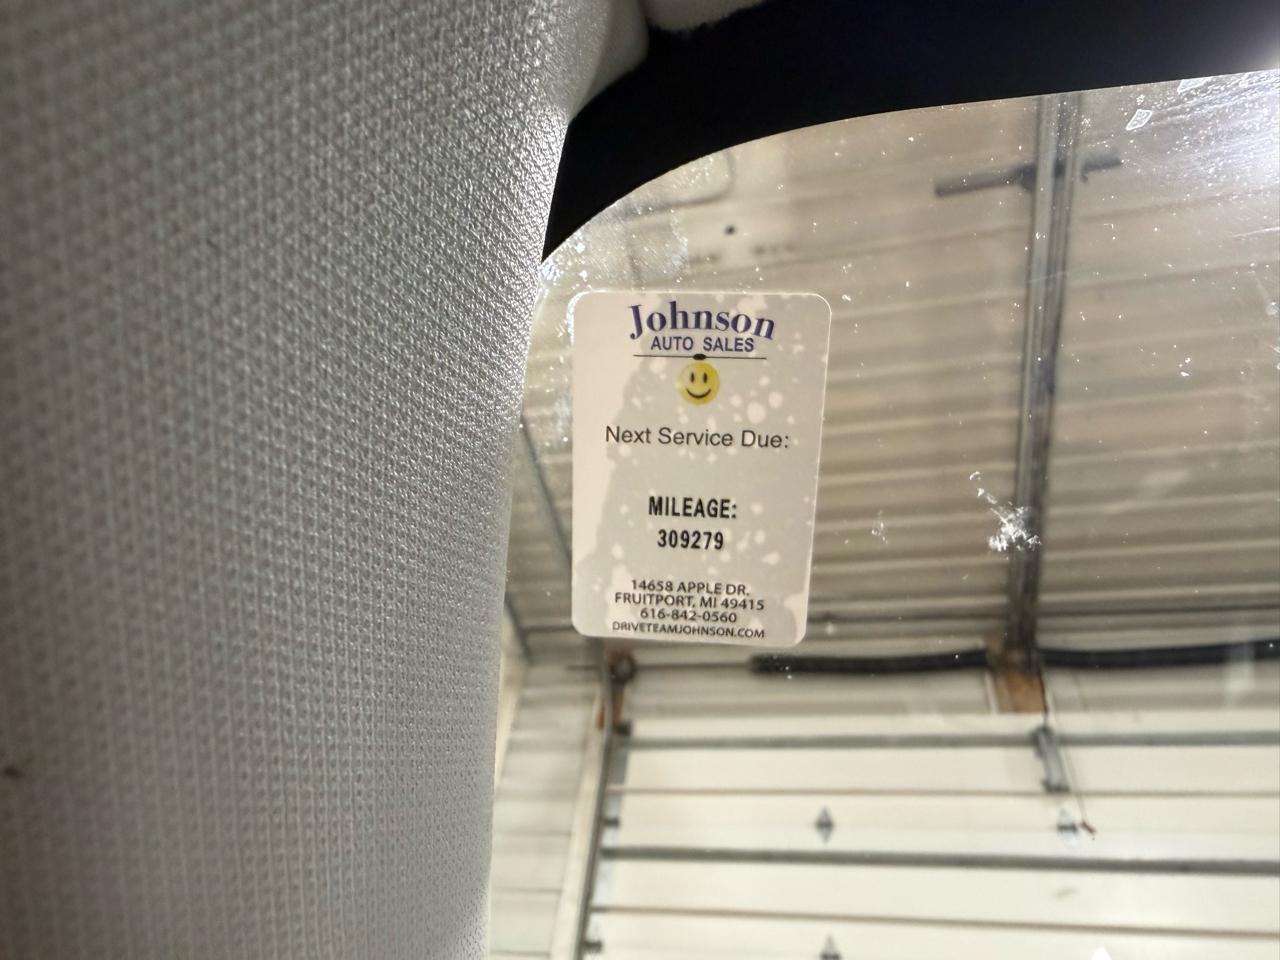 Johnson
AUTO SALES
Next Service Due:
MILEAGE:
309279
14658 APPLE DR.
FRUITPORT, MI 49415
616-842-0560
DRIVETEAMJOHNSON.COM